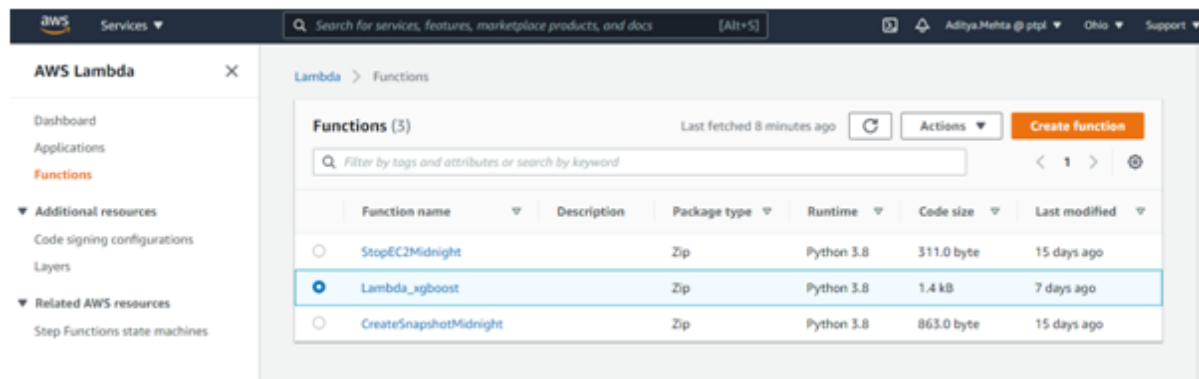 aws Services ▼ Search for services, features, marketplace products, and docs [Alt+S] Aditya.Mehta @ ptpl ▼ Ohio ▼ Support ▼
AWS Lambda ×
Dashboard
Applications
Functions
▼ Additional resources
Code signing configurations
Layers
▼ Related AWS resources
Step Functions state machines
Lambda > Functions
Functions (3) Last fetched 8 minutes ago Actions ▼ Create function
Filter by tags and attributes or search by keyword < 1 >
Function name Description Package type Runtime Code size Last modified
StopEC2Midnight Zip Python 3.8 311.0 byte 15 days ago
Lambda_xgboost Zip Python 3.8 1.4 kB 7 days ago
CreateSnapshotMidnight Zip Python 3.8 863.0 byte 15 days ago